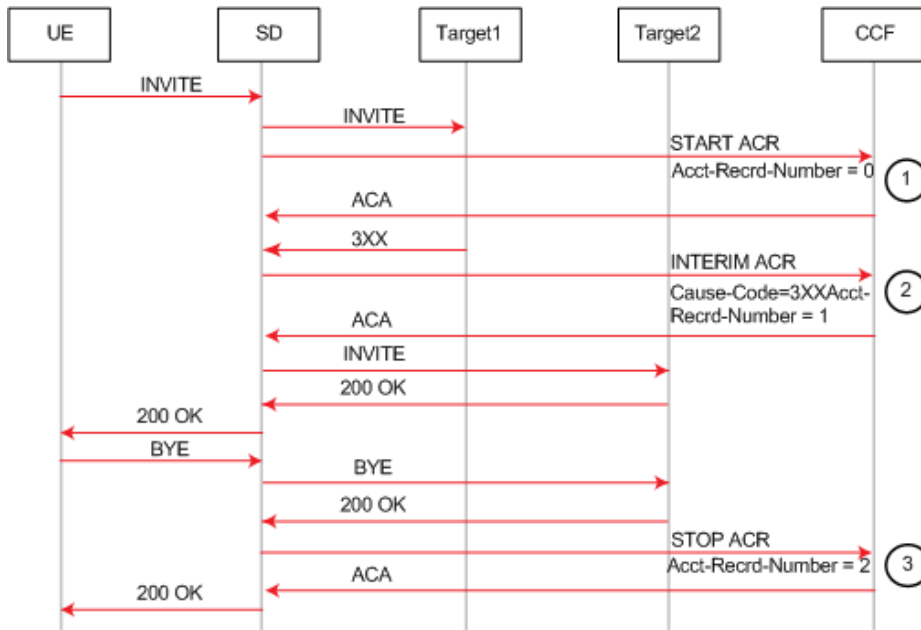 UE
SD
Target1
Target2
CCF
INVITE
INVITE
START ACR
Acct-Recrd-Number = 0
1
ACA
3XX
INTERIM ACR
2
Cause-Code=3XXAcct-
Recrd-Number = 1
ACA
INVITE
200 OK
200 OK
BYE
BYE
200 OK
STOP ACR
Acct-Recrd-Number = 2
3
ACA
200 OK